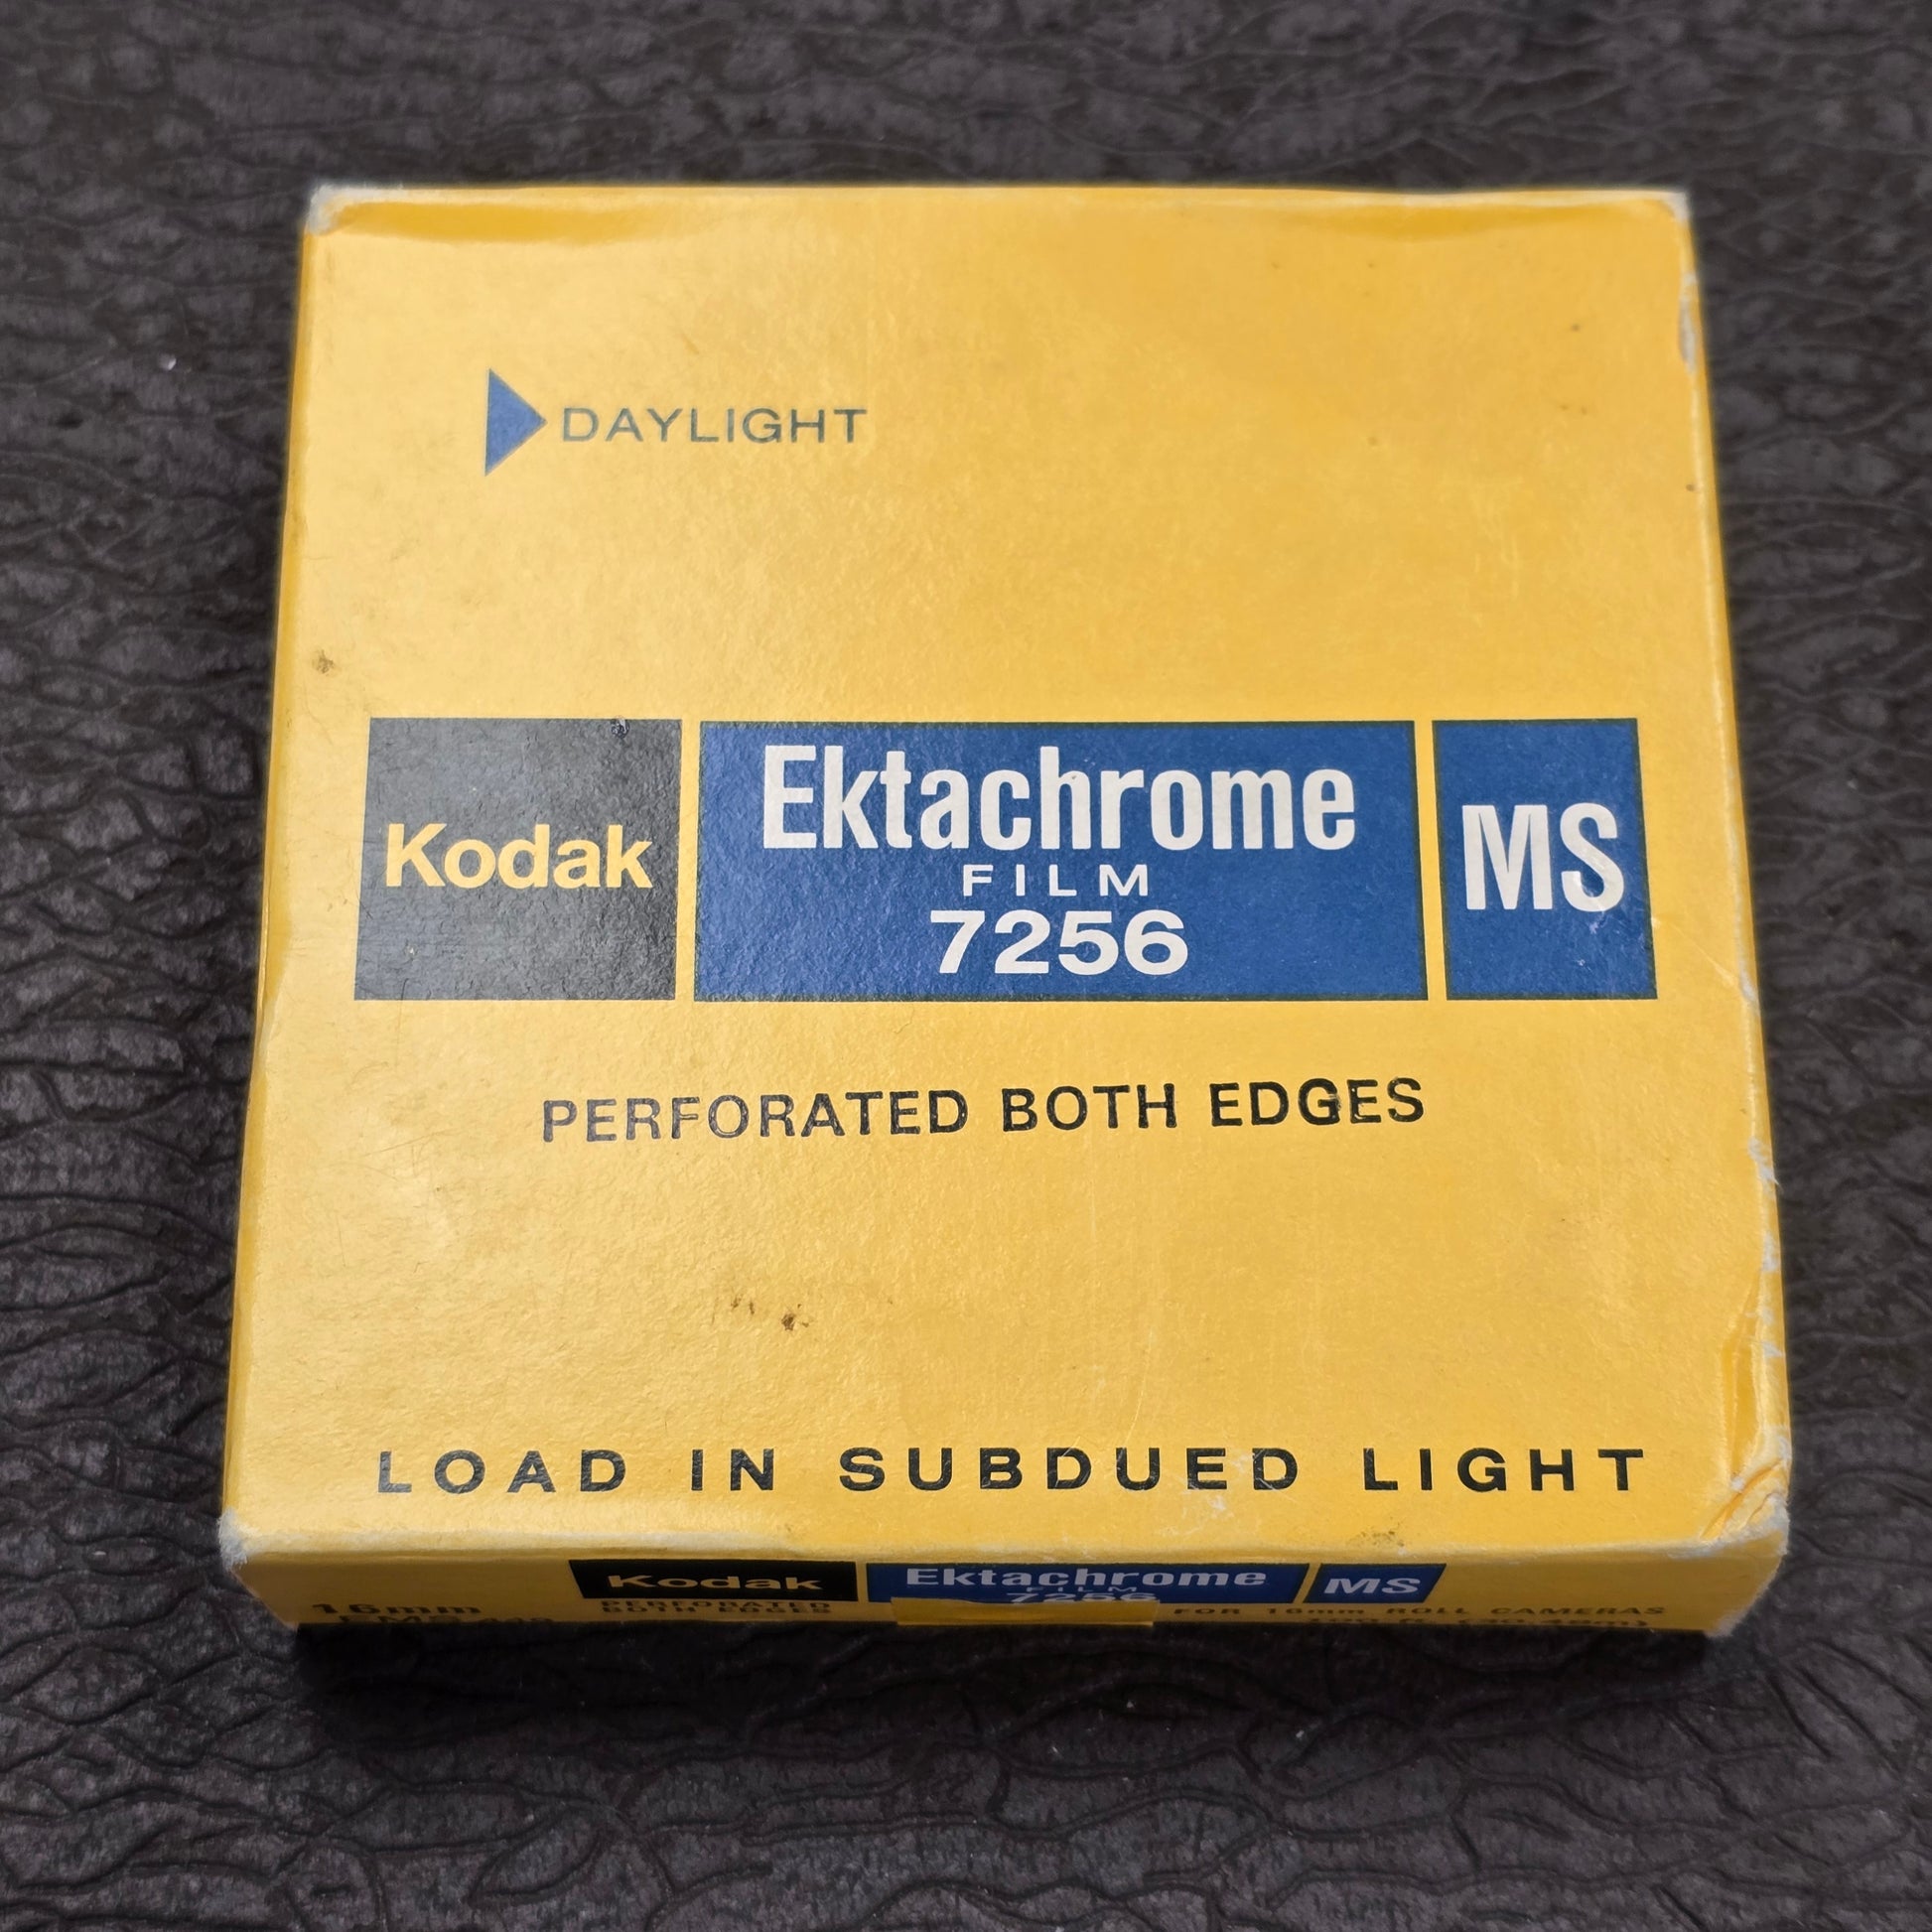 DAYLIGHT
Kodak
Ektachrome
FILM
7256
MS
PERFORATED BOTH EDGES
LOAD IN SUBDUED LIGHT
Kodak
Ektachrome
FILM
7256
MS
16mm
PERFORATED
BOTH EDGES
FOR 16mm ROLL CAMERAS